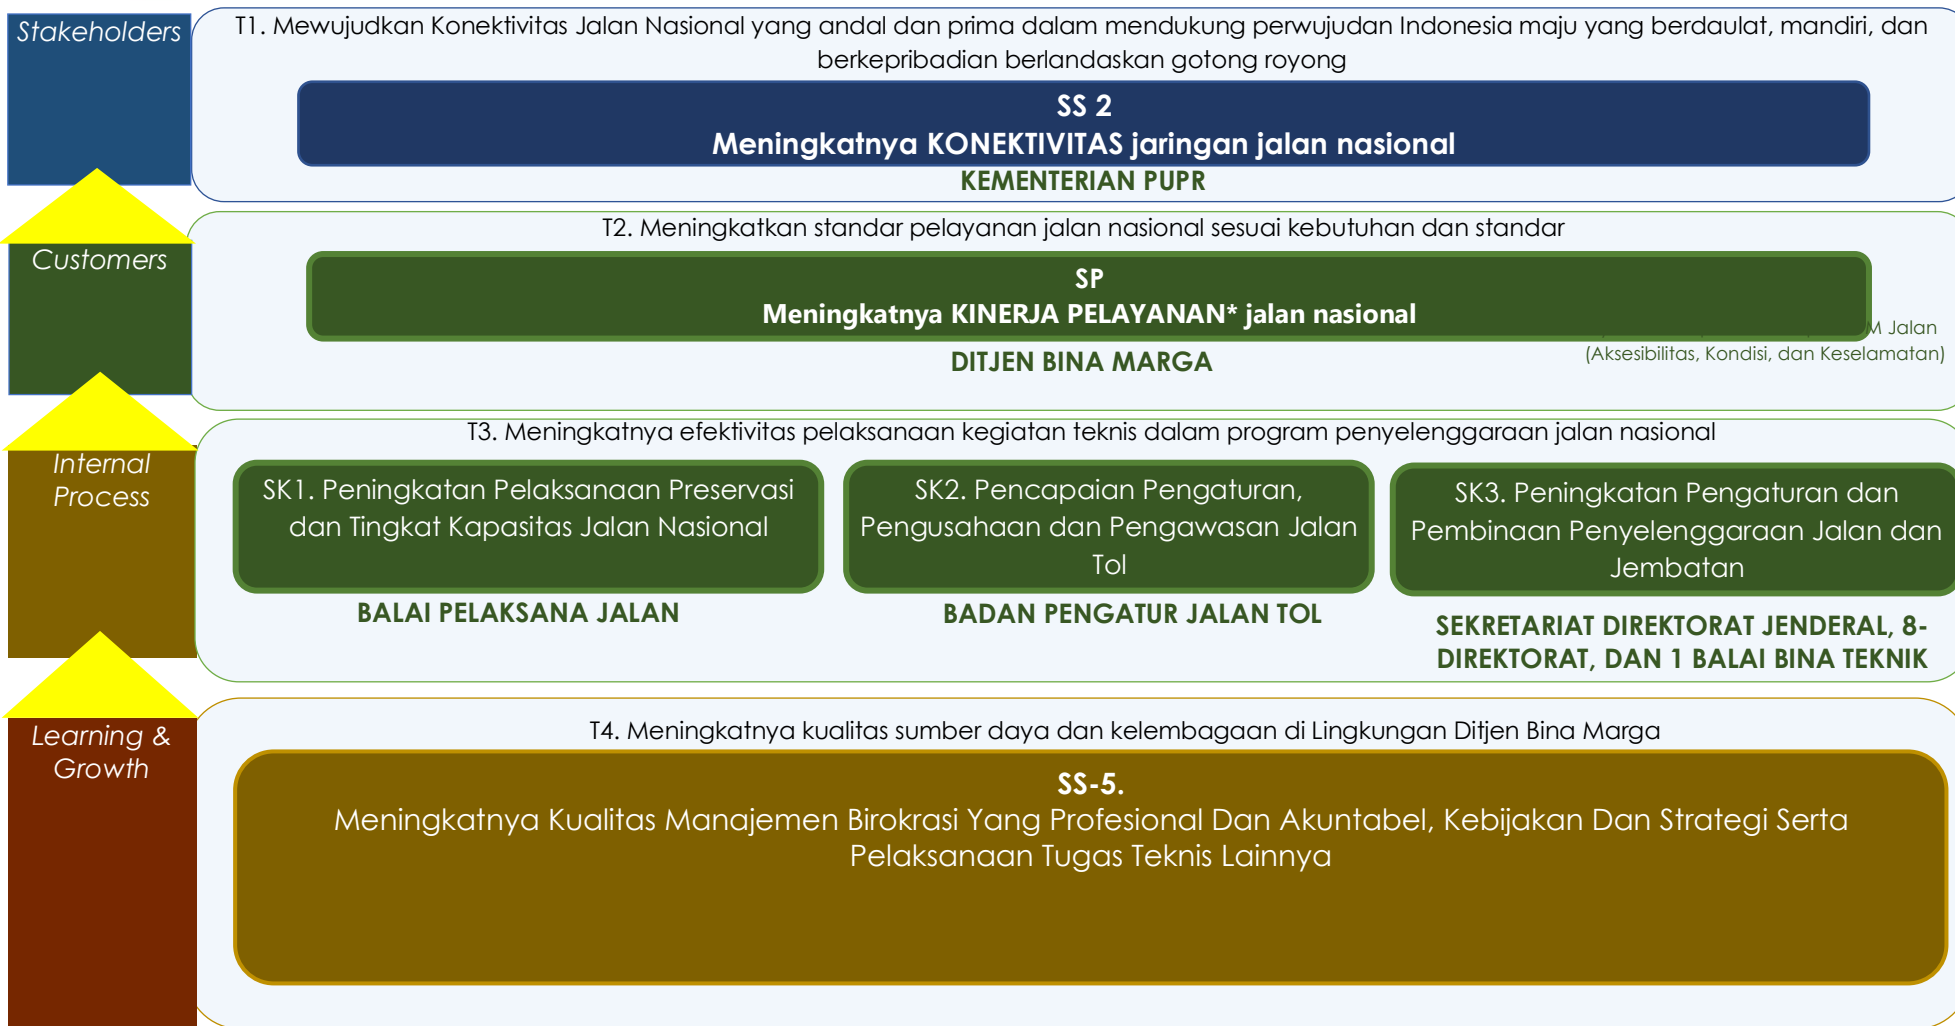 Stakeholders
T1. Mewujudkan Konektivitas Jalan Nasional yang andal dan prima dalam mendukung perwujudan Indonesia maju yang berdaulat, mandiri, dan
berkepribadian berlandaskan gotong royong
SS 2
Meningkatnya KONEKTIVITAS jaringan jalan nasional
KEMENTERIAN PUPR
Customers
T2. Meningkatkan standar pelayanan jalan nasional sesuai kebutuhan dan standar
SP
Meningkatnya KINERJA PELAYANAN* jalan nasional
Jalan
(Aksesibilitas, Kondisi, dan Keselamatan)
DITJEN BINA MARGA
Internal
Process
T3. Meningkatnya efektivitas pelaksanaan kegiatan teknis dalam program penyelenggaraan jalan nasional
SK1. Peningkatan Pelaksanaan Preservasi
dan Tingkat Kapasitas Jalan Nasional
BALAI PELAKSANA JALAN
SK2. Pencapaian Pengaturan,
Pengusahaan dan Pengawasan Jalan
Tol
BADAN PENGATUR JALAN TOL
SK3. Peningkatan Pengaturan dan
Pembinaan Penyelenggaraan Jalan dan
Jembatan
SEKRETARIAT DIREKTORAT JENDERAL, 8-
DIREKTORAT, DAN 1 BALAI BINA TEKNIK
Learning &
Growth
T4. Meningkatnya kualitas sumber daya dan kelembagaan di Lingkungan Ditjen Bina Marga
SS-5.
Meningkatnya Kualitas Manajemen Birokrasi Yang Profesional Dan Akuntabel, Kebijakan Dan Strategi Serta
Pelaksanaan Tugas Teknis Lainnya